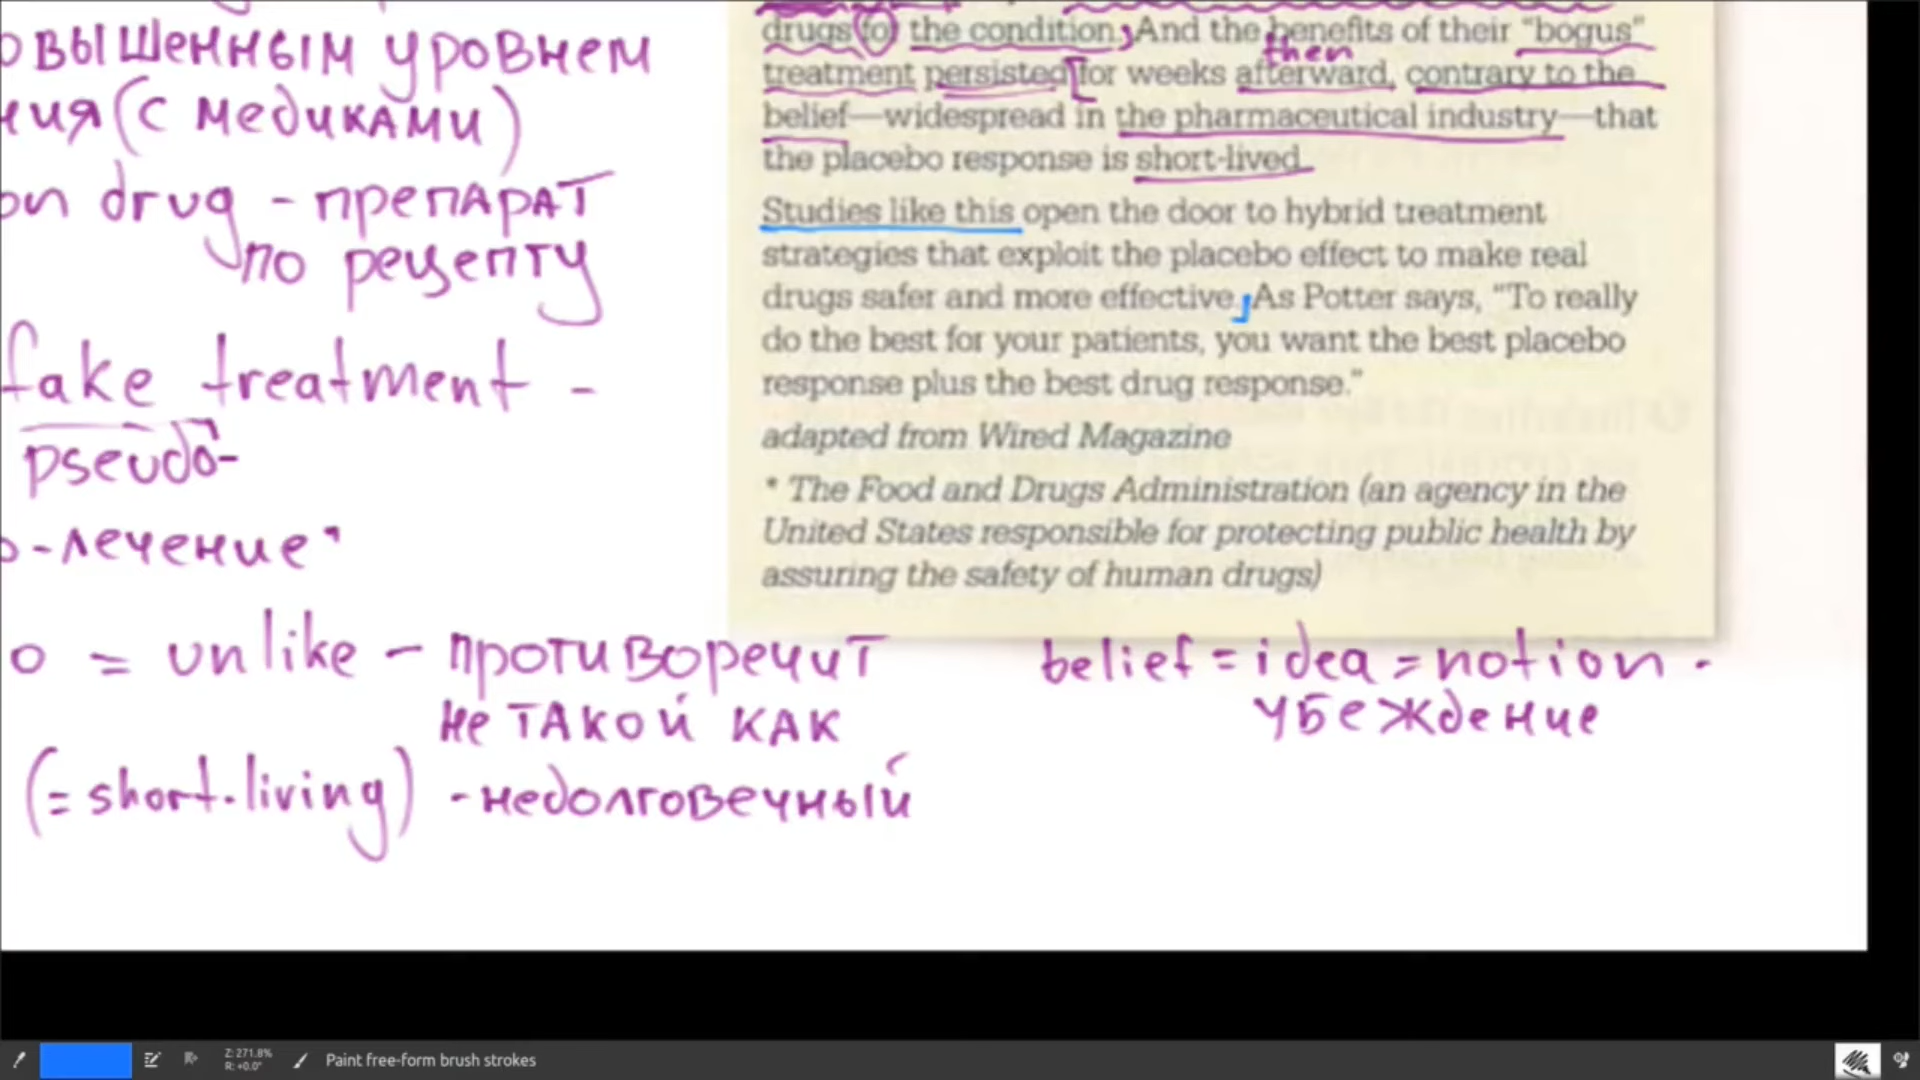 овышенным уровнем
ния (с медиками)
on drug - препарат
по рецепту
fake treatment -
pseudo-
о-лечение"
o = unlike - противоречит
не такой как
(= short-living) - недолговечный
drugs for the condition. And the benefits of their “bogus”
then
treatment persisted for weeks afterward, contrary to the
belief—widespread in the pharmaceutical industry—that
the placebo response is short-lived.
Studies like this open the door to hybrid treatment
strategies that exploit the placebo effect to make real
drugs safer and more effective. As Potter says, “To really
do the best for your patients, you want the best placebo
response plus the best drug response.”
adapted from Wired Magazine
* The Food and Drugs Administration (an agency in the
United States responsible for protecting public health by
assuring the safety of human drugs)
belief = idea = notion -
убеждение
Z: 271.8%
R: +0.0°
Paint free-form brush strokes